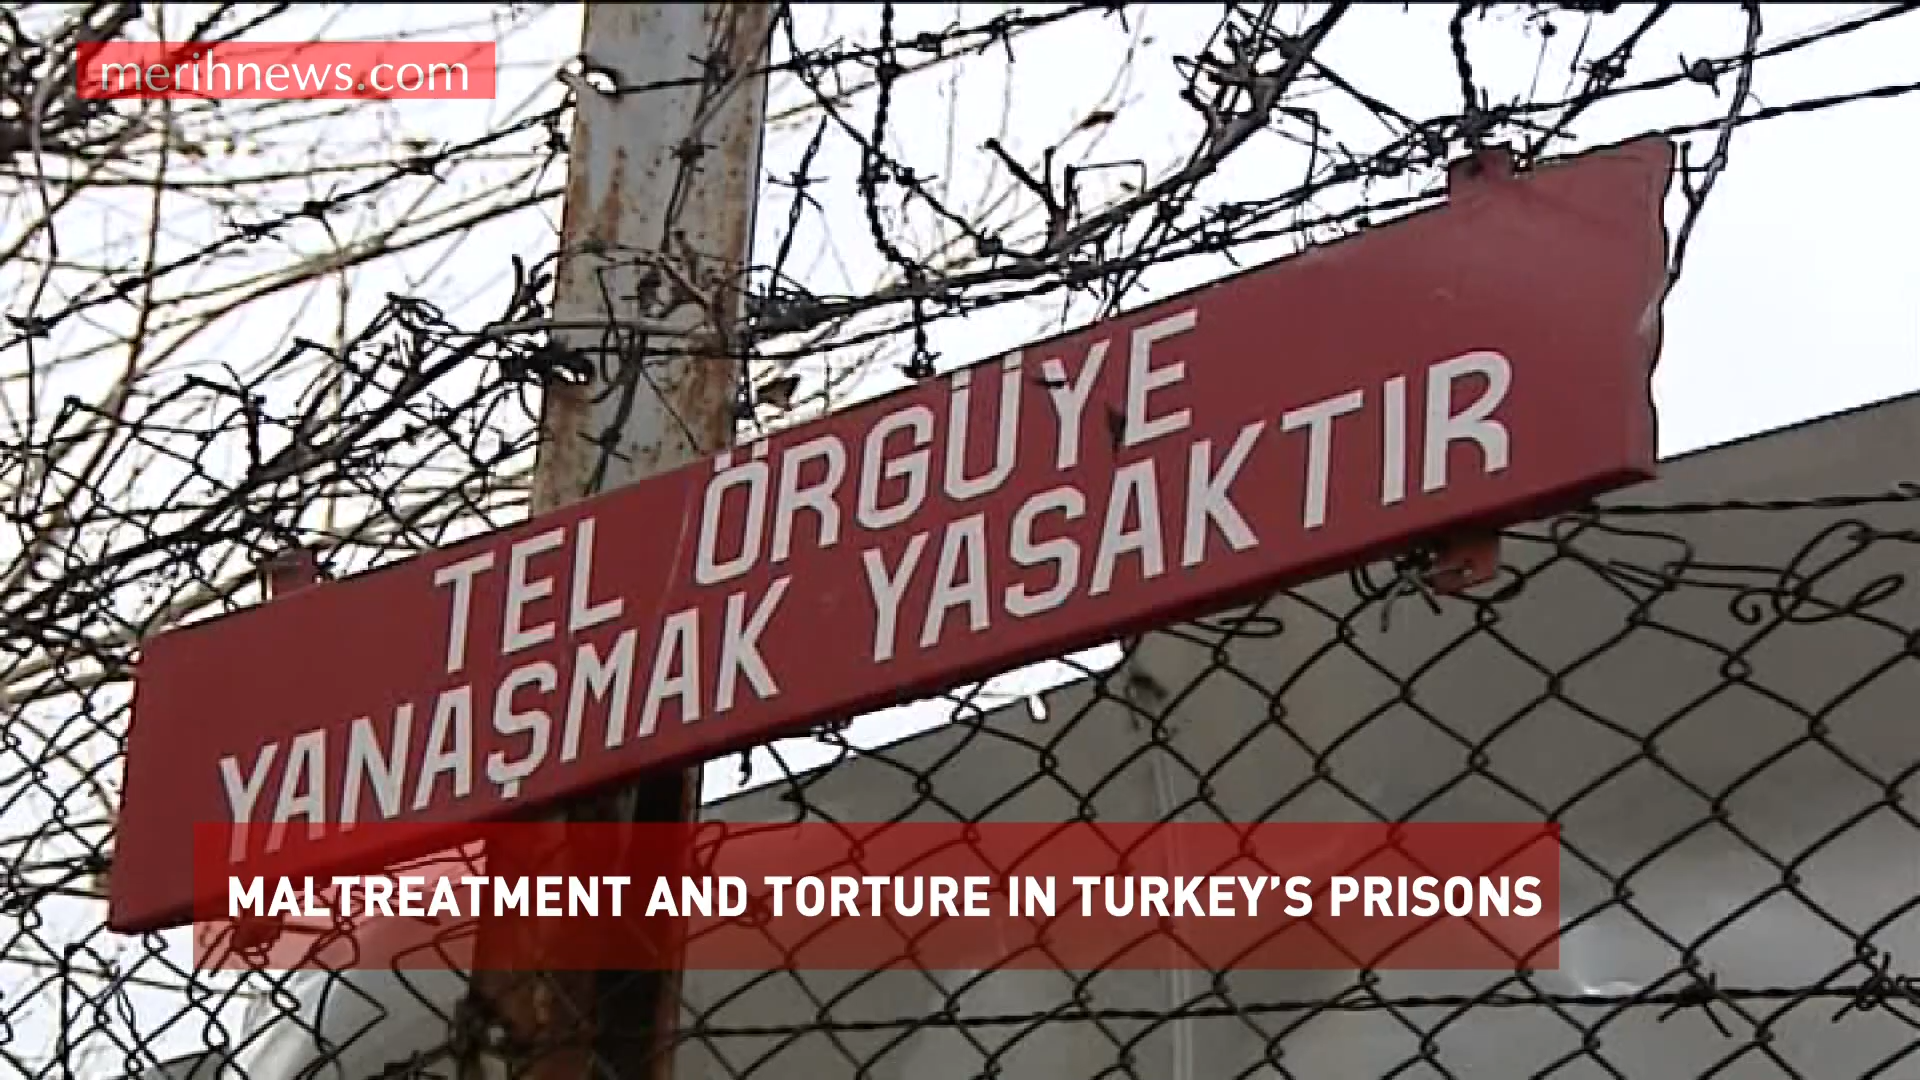 merihnews.com
TEL ÖRGÜYE
YANAŞMAK YASAKTIR
MALTREATMENT AND TORTURE IN TURKEY'S PRISONS